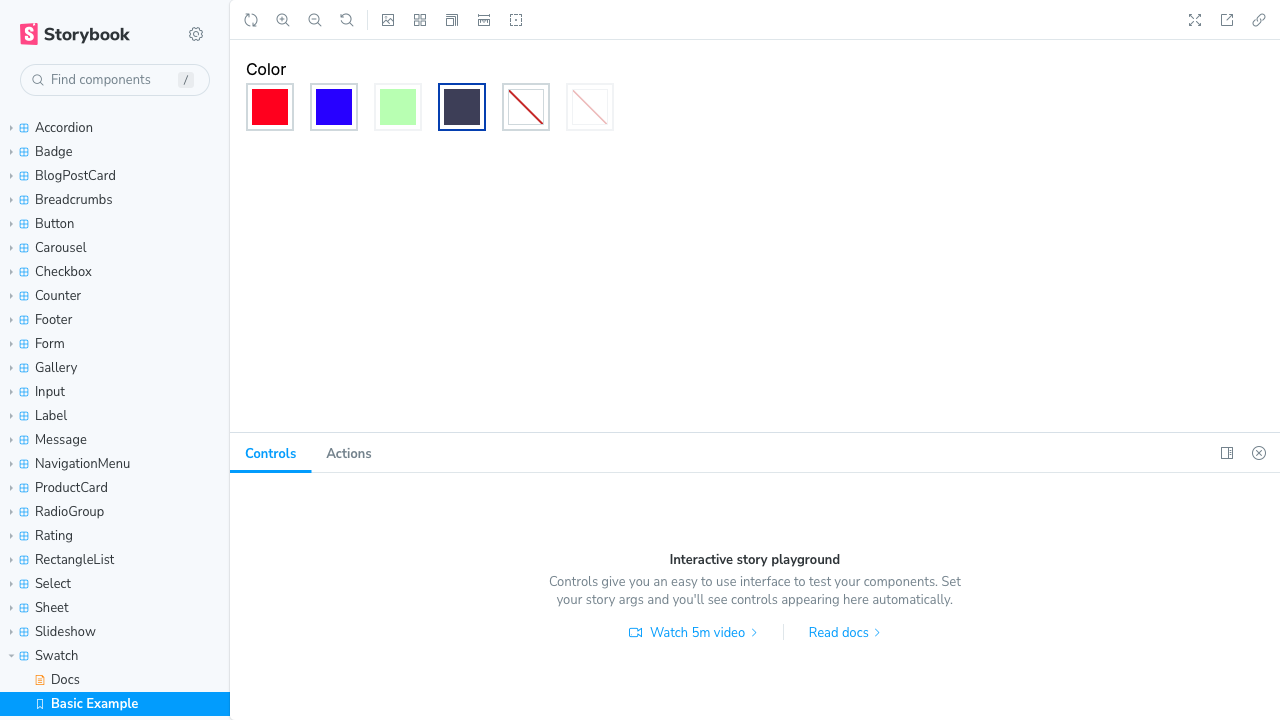 Storybook
Find components
/
Accordion
Badge
BlogPostCard
Breadcrumbs
Button
Carousel
Checkbox
Counter
Footer
Form
Gallery
Input
Label
Message
NavigationMenu
ProductCard
RadioGroup
Rating
RectangleList
Select
Sheet
Slideshow
Swatch
Docs
Basic Example
Color
Controls
Actions
Interactive story playground
Controls give you an easy to use interface to test your components. Set
your story args and you'll see controls appearing here automatically.
Watch 5m video
Read docs